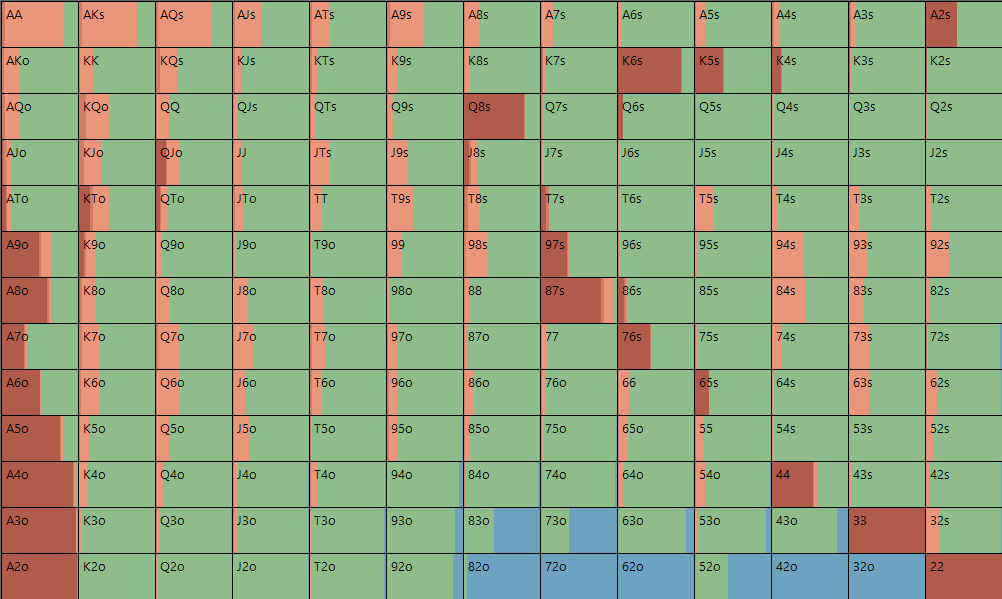 AA AKs AQs AJs ATs A9s A8s A7s A6s A5s A4s A3s A2s
AKo KK KQs KJs KTs K9s K8s K7s K6s K5s K4s K3s K2s
AQo KQo QQ QJs QTs Q9s Q8s Q7s Q6s Q5s Q4s Q3s Q2s
AJo KJo QJo JJ JTs J9s J8s J7s J6s J5s J4s J3s J2s
ATo KTo QTo JTo TT T9s T8s T7s T6s T5s T4s T3s T2s
A9o K9o Q9o J9o T9o 99 98s 97s 96s 95s 94s 93s 92s
A8o K8o Q8o J8o T8o 98o 88 87s 86s 85s 84s 83s 82s
A7o K7o Q7o J7o T7o 97o 87o 77 76s 75s 74s 73s 72s
A6o K6o Q6o J6o T6o 96o 86o 76o 66 65s 64s 63s 62s
A5o K5o Q5o J5o T5o 95o 85o 75o 65o 55 54s 53s 52s
A4o K4o Q4o J4o T4o 94o 84o 74o 64o 54o 44 43s 42s
A3o K3o Q3o J3o T3o 93o 83o 73o 63o 53o 43o 33 32s
A2o K2o Q2o J2o T2o 92o 82o 72o 62o 52o 42o 32o 22